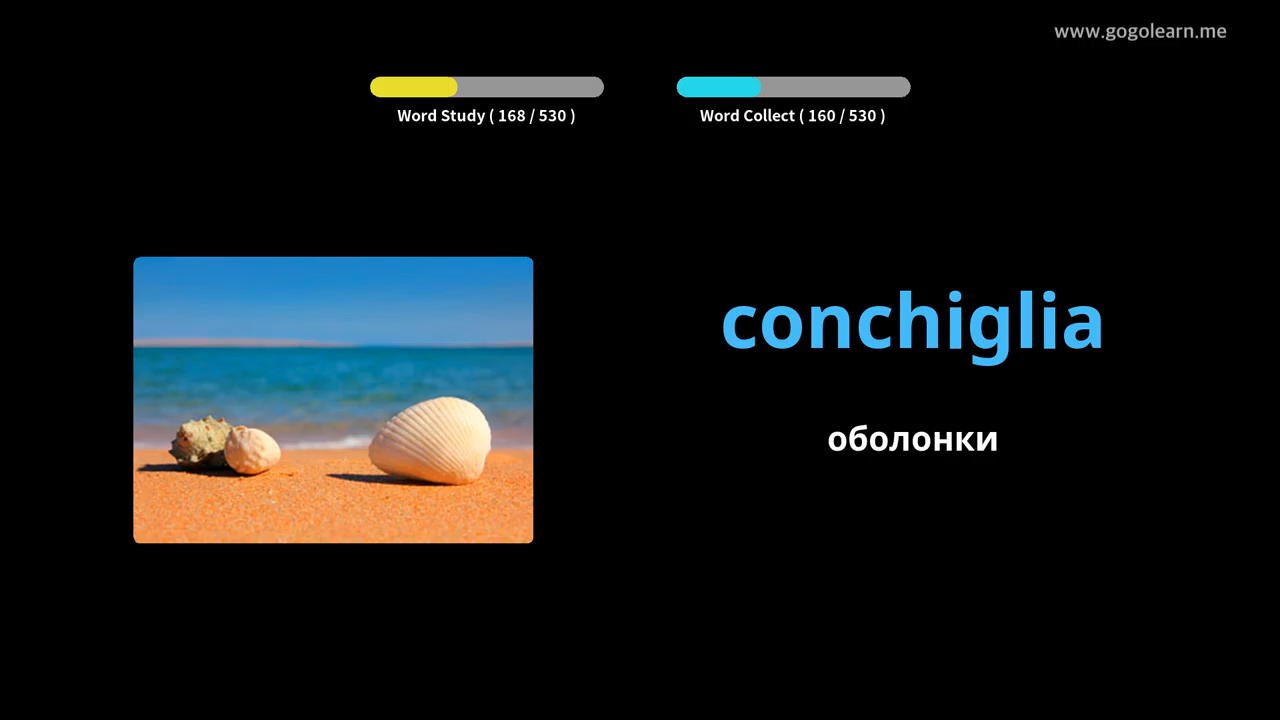 www.gogolearn.me
Word Study ( 168 / 530 )
Word Collect ( 160 / 530 )
conchiglia
оболонки